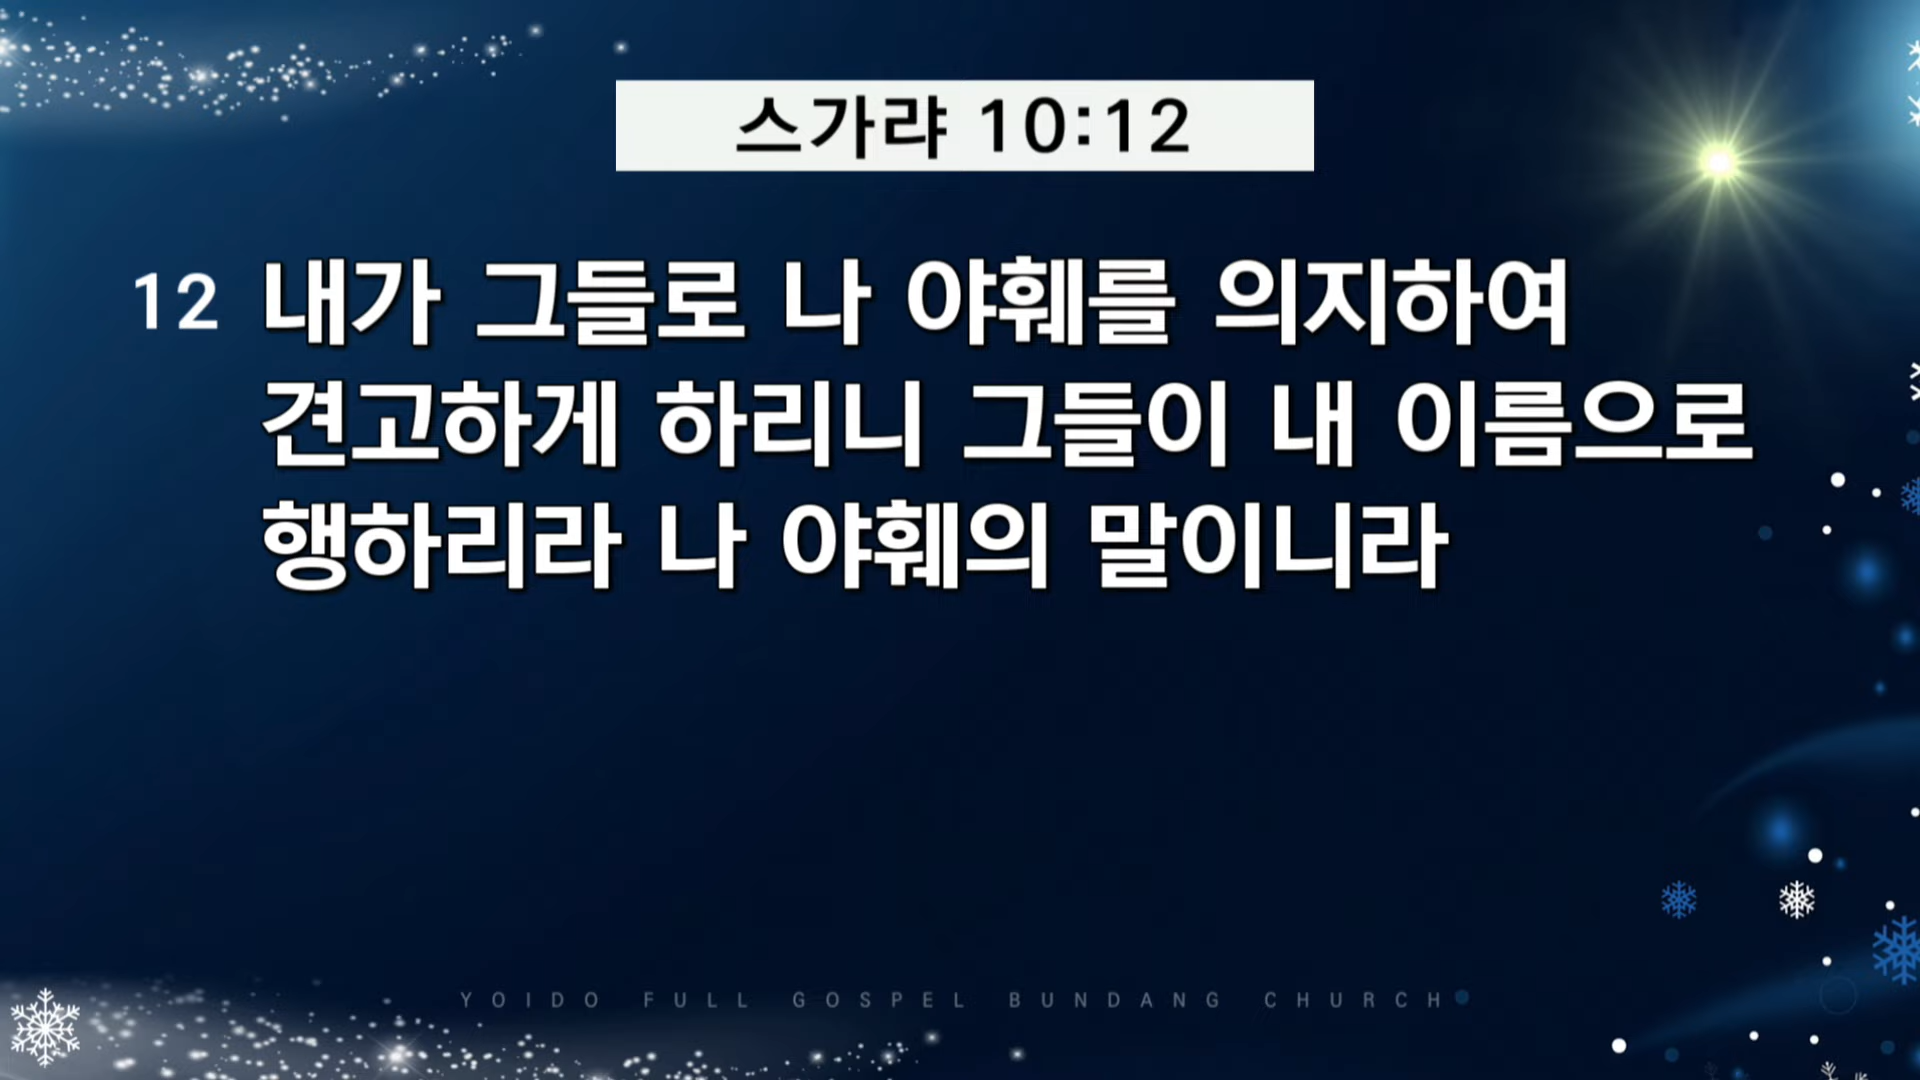 스가랴 10:12
12 내가 그들로 나 야훼를 의지하여
견고하게 하리니 그들이 내 이름으로
행하리라 나 야훼의 말이니라
YOIDO FULL GOSPEL BUNDANG CHURCH